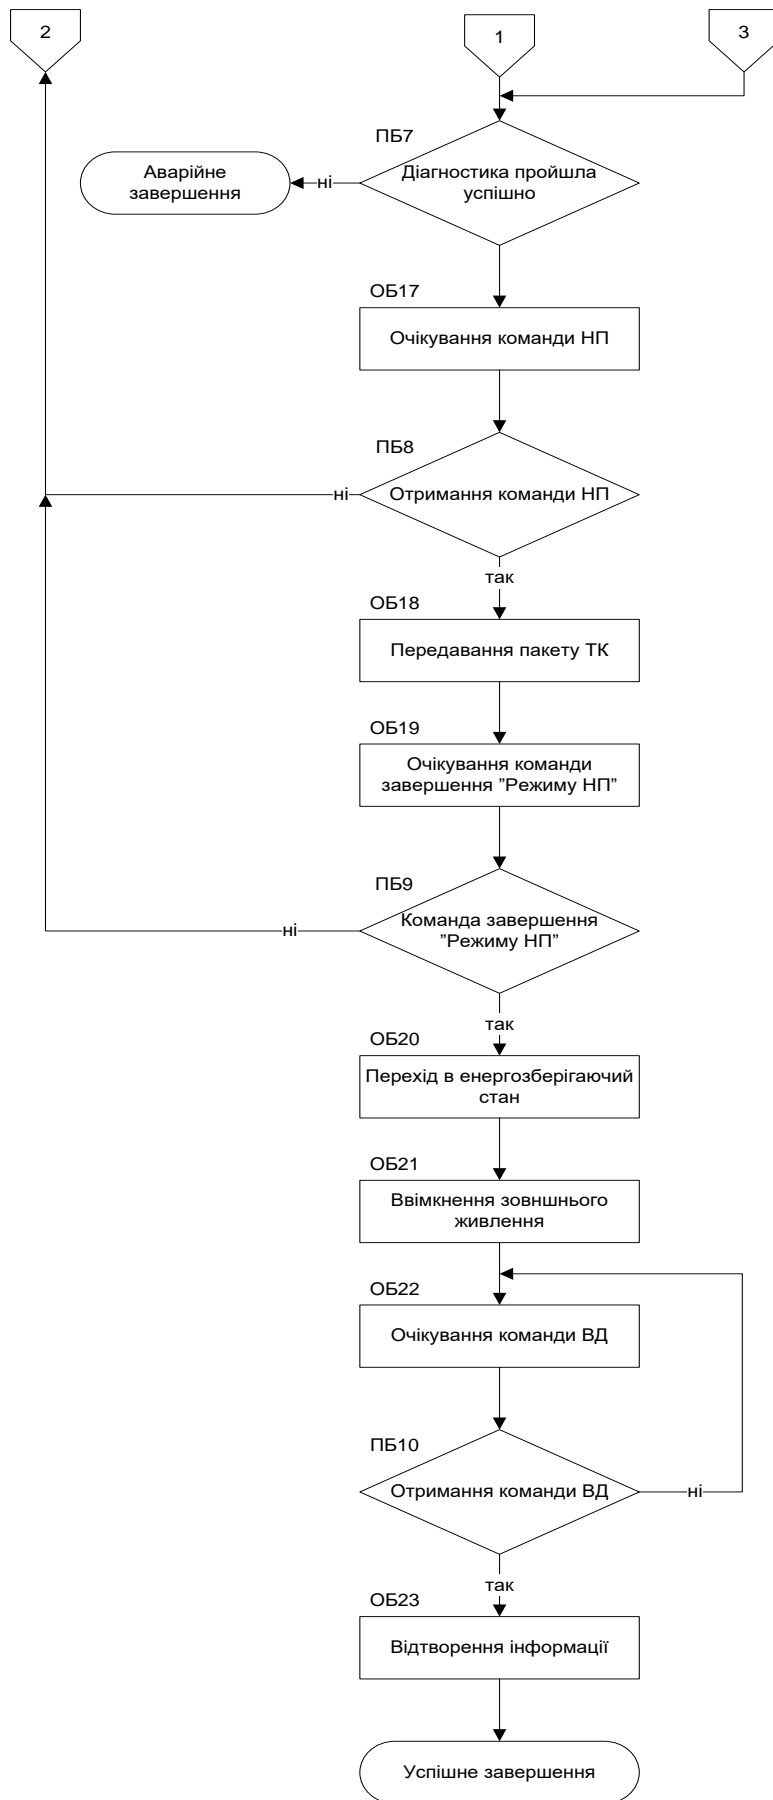 2
1
3
ПБ7
Діагностика пройшла
успішно
ні
Аварійне
завершення
ОБ17
Очікування команди НП
ПБ8
Отримання команди НП
ні
так
ОБ18
Передавання пакету ТК
ОБ19
Очікування команди
завершення ”Режиму НП”
ПБ9
Команда завершення
”Режиму НП”
ні
так
ОБ20
Перехід в енергозберігаючий
стан
ОБ21
Ввімкнення зовншнього
живлення
ОБ22
Очікування команди ВД
ПБ10
Отримання команди ВД
ні
так
ОБ23
Відтворення інформації
Успішне завершення